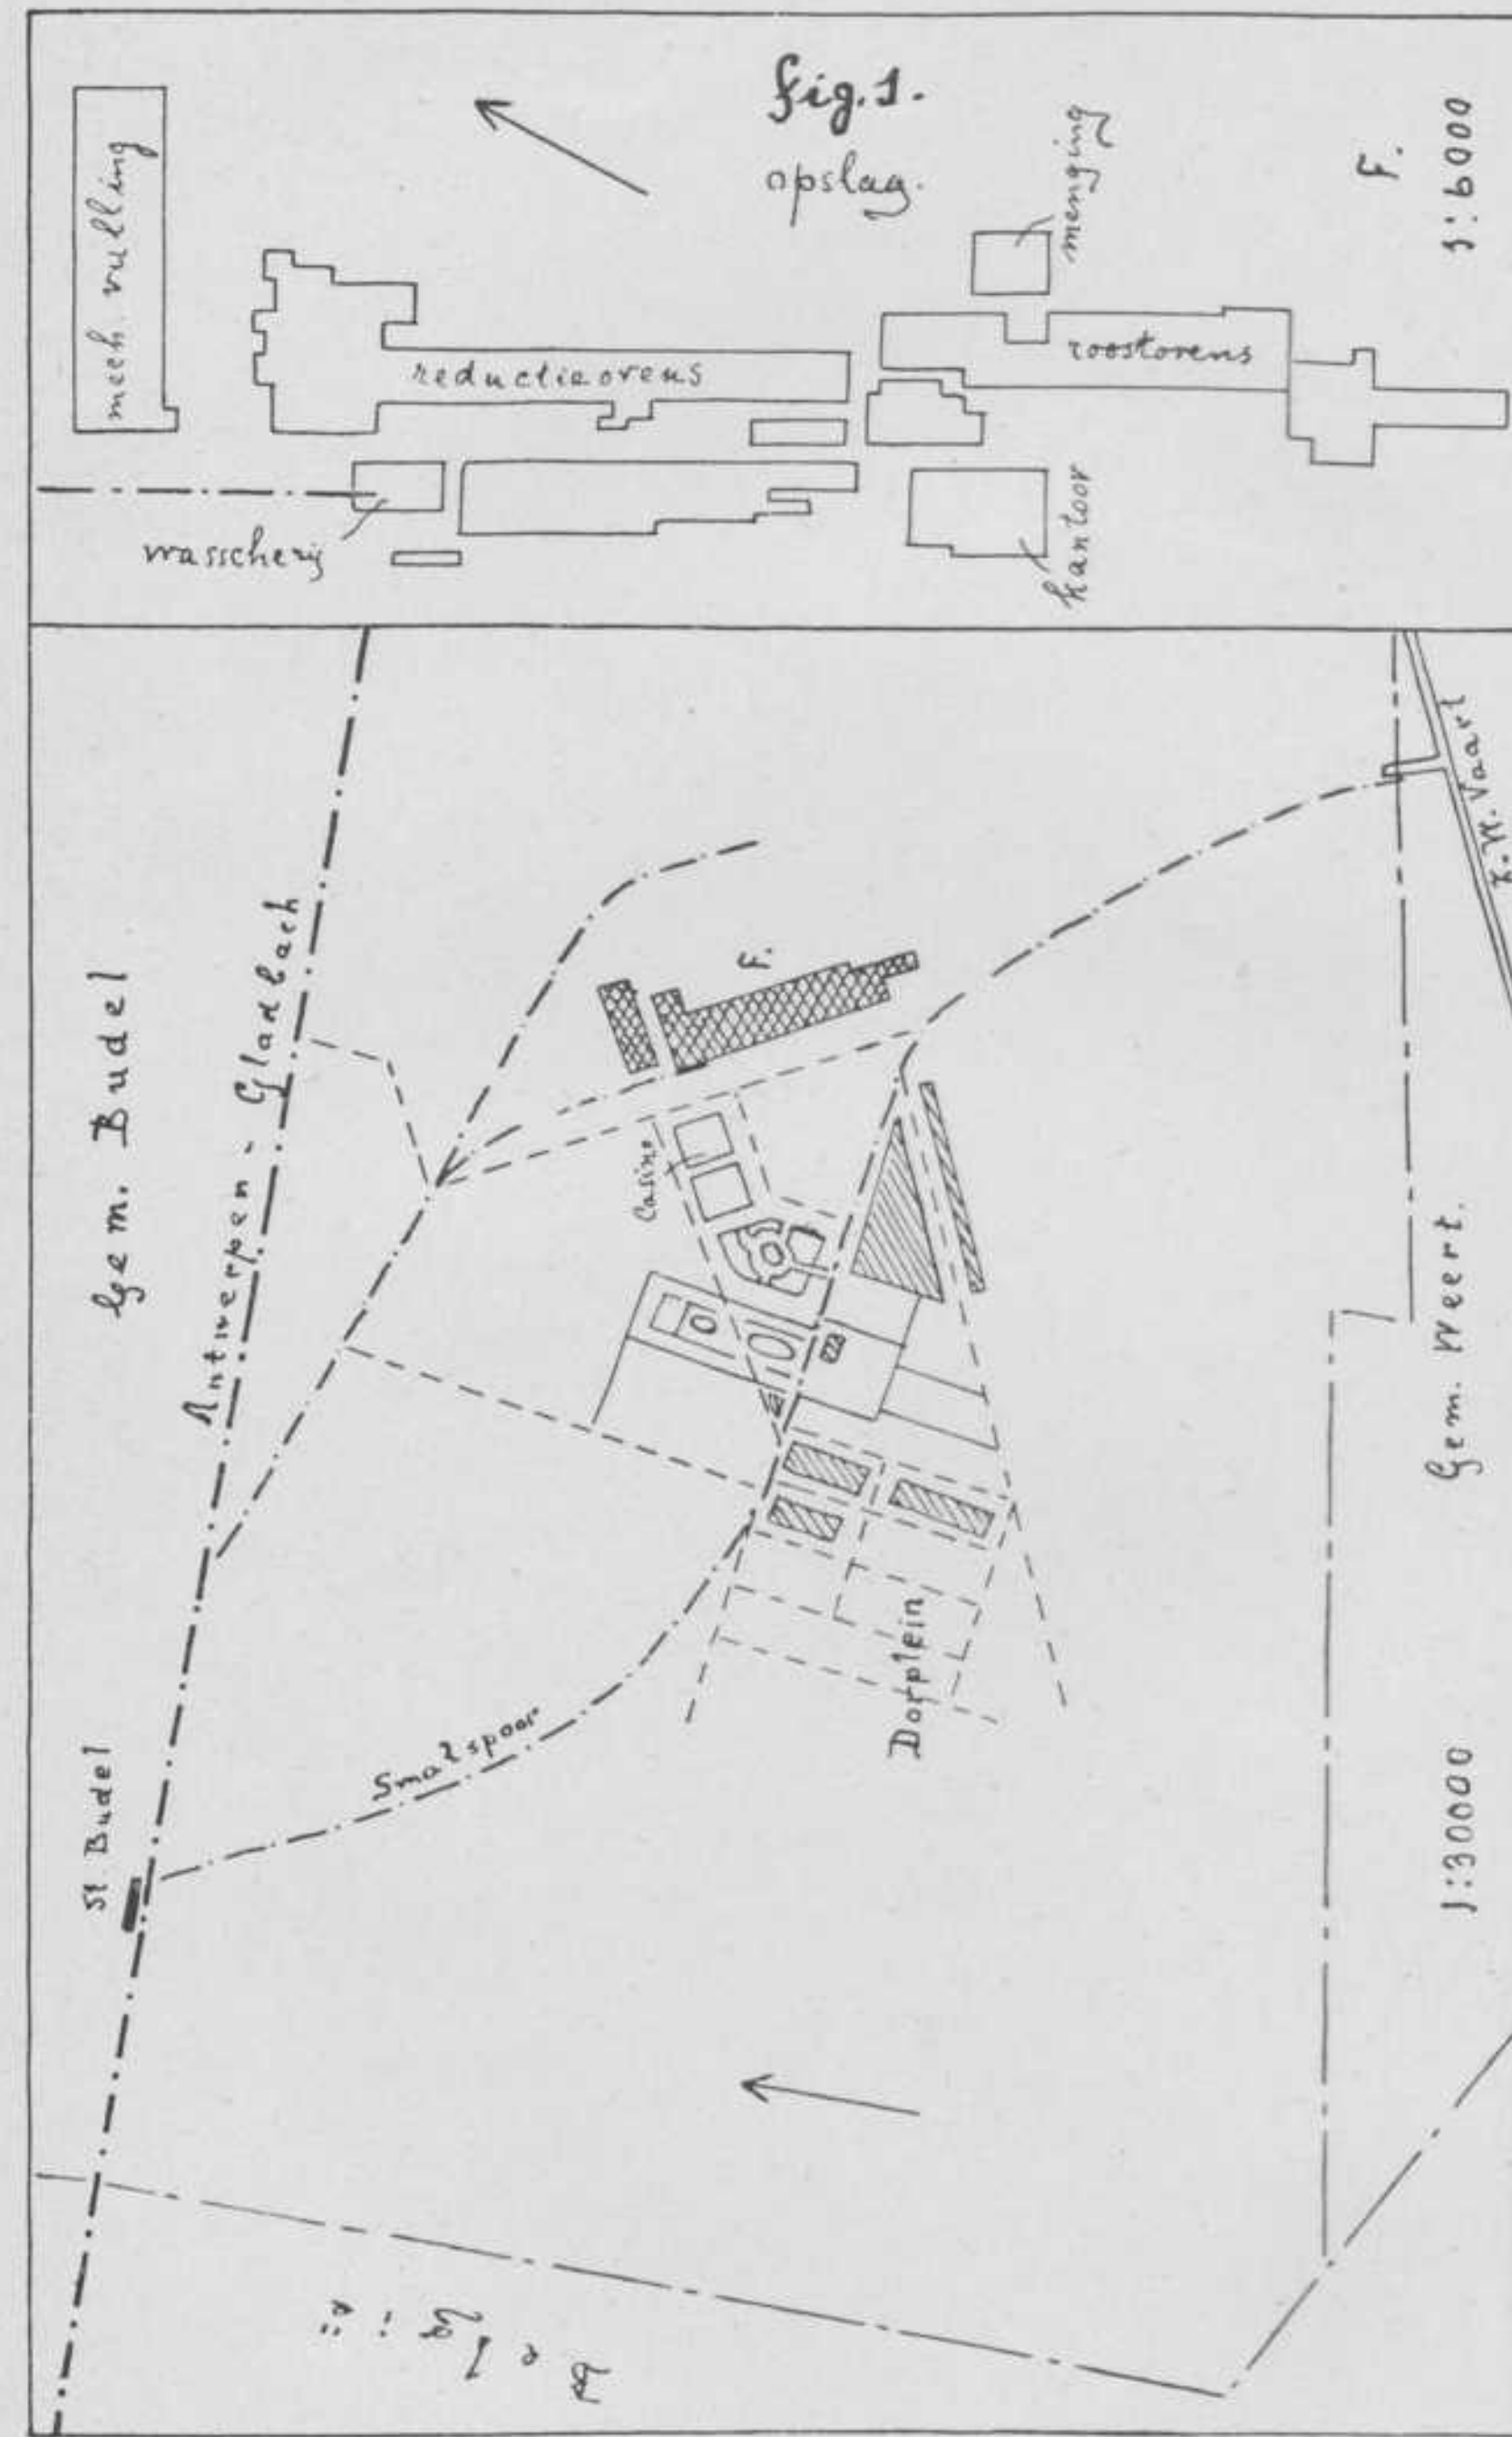 fig. 1.
opslag.
mech. vulling
menging
F.
1:6000
reductieovens
roostovens
wasscherij
kantoor
Gem. Budel
Antwerpen - Gladbach
Z. W. Vaart
F.
Casino
Gem. Weert.
Dorplein
Smalspoor
St. Budel
1:30000
België